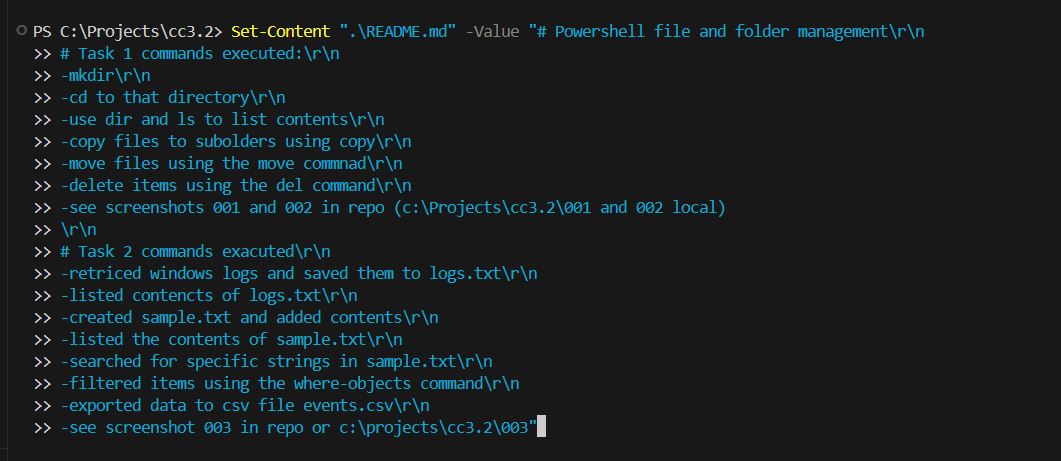 PS C:\Projects\cc3.2> Set-Content ".\README.md" -Value "# Powershell file and folder management\r\n
>> # Task 1 commands executed:\r\n
>> -mkdir\r\n
>> -cd to that directory\r\n
>> -use dir and ls to list contents\r\n
>> -copy files to subolders using copy\r\n
>> -move files using the move commnad\r\n
>> -delete items using the del command\r\n
>> -see screenshots 001 and 002 in repo (c:\Projects\cc3.2\001 and 002 local)
>> \r\n
>> # Task 2 commands exacuted\r\n
>> -retriced windows logs and saved them to logs.txt\r\n
>> -listed contencts of logs.txt\r\n
>> -created sample.txt and added contents\r\n
>> -listed the contents of sample.txt\r\n
>> -searched for specific strings in sample.txt\r\n
>> -filtered items using the where-objects command\r\n
>> -exported data to csv file events.csv\r\n
>> -see screenshot 003 in repo or c:\projects\cc3.2\003"